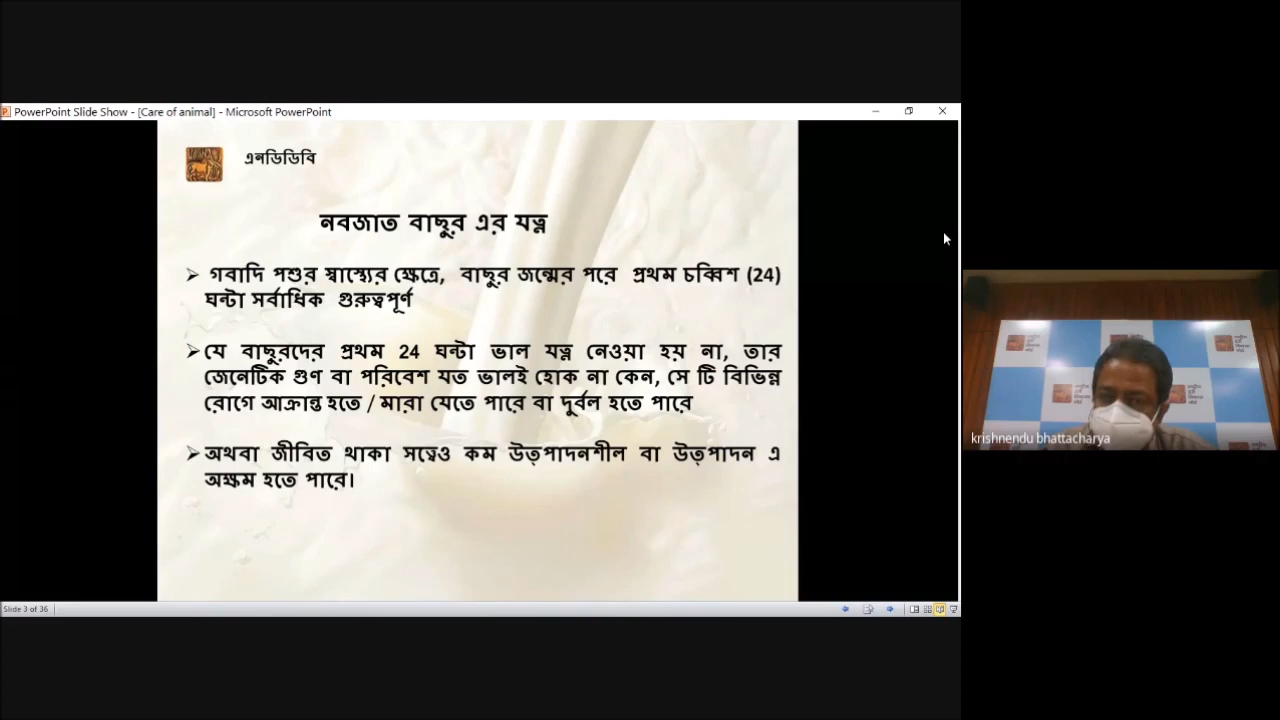 PowerPoint Slide Show - [Care of animal] - Microsoft PowerPoint
এনডিডিবি
নবজাত বাছুর এর যত্ন
➢ গবাদি পশুর স্বাস্থ্যের ক্ষেত্রে, বাছুর জন্মের পরে প্রথম চব্বিশ (24)
ঘন্টা সর্বাধিক গুরুত্বপূর্ণ
➢ যে বাছুরদের প্রথম 24 ঘন্টা ভাল যত্ন নেওয়া হয় না, তার
জেনেটিক গুণ বা পরিবেশ যত ভালই হোক না কেন, সে টি বিভিন্ন
রোগে আক্রান্ত হতে / মারা যেতে পারে বা দুর্বল হতে পারে
➢ অথবা জীবিত থাকা সত্বেও কম উত্পাদনশীল বা উত্পাদন এ
অক্ষম হতে পারে।
Slide 3 of 36
krishnendu bhattacharya